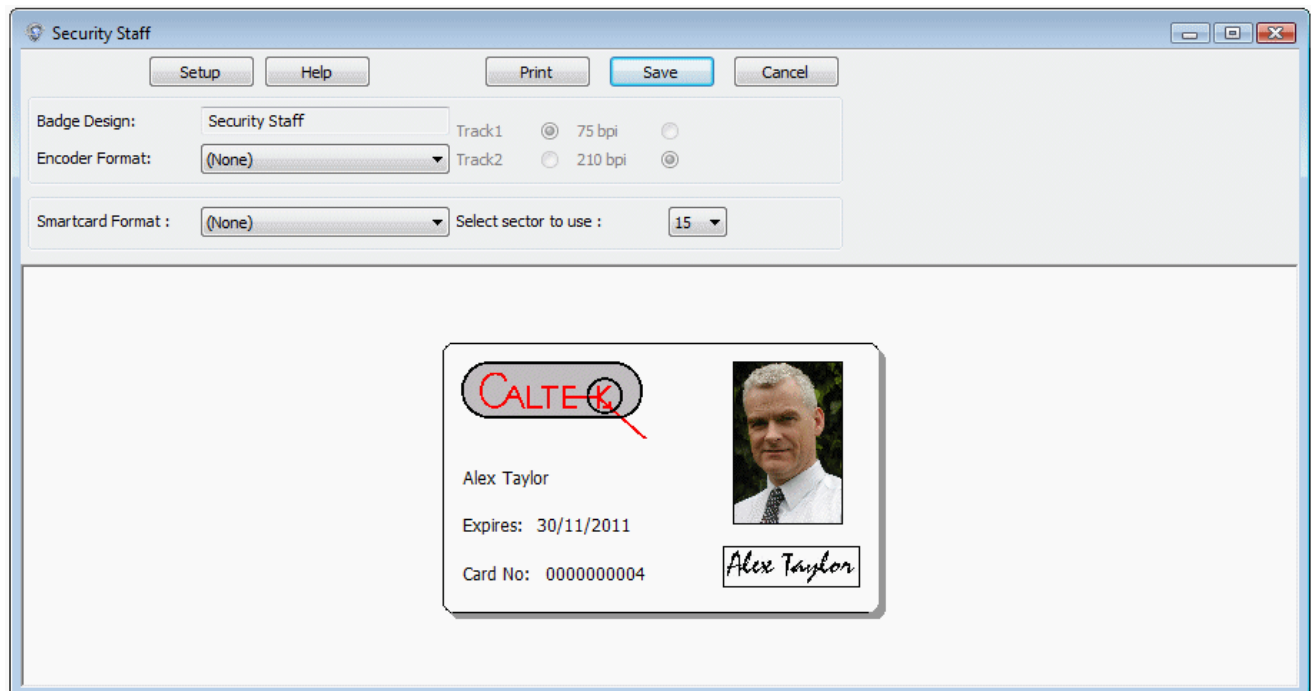 Security Staff
Setup Help Print Save Cancel
Badge Design: Security Staff
Track1 75 bpi
Encoder Format: (None)
Track2 210 bpi
Smartcard Format : (None) Select sector to use : 15
CALTEK
Alex Taylor
Expires: 30/11/2011
Card No: 0000000004
Alex Taylor